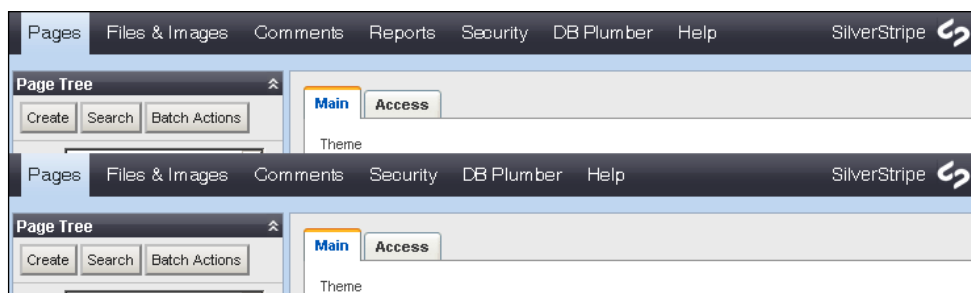 Pages Files & Images Comments Reports Security DB Plumber Help SilverStripe
Page Tree
Main Access
Create Search Batch Actions
Theme
Pages Files & Images Comments Security DB Plumber Help SilverStripe
Page Tree
Main Access
Create Search Batch Actions
Theme